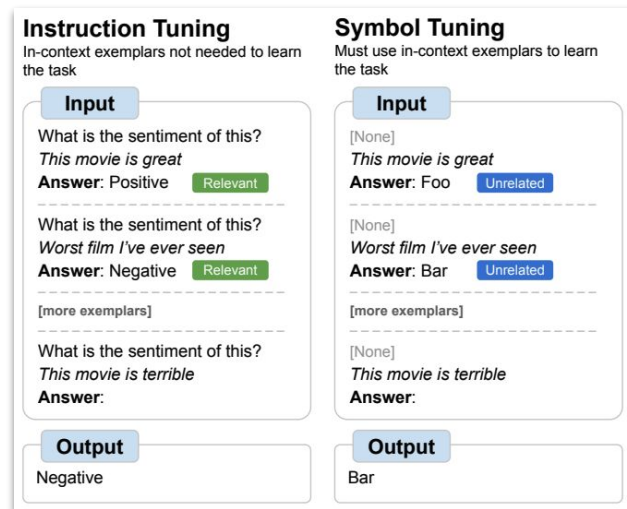 Instruction Tuning
In-context exemplars not needed to learn
the task
Input
What is the sentiment of this?
This movie is great
Answer: Positive Relevant
What is the sentiment of this?
Worst film I've ever seen
Answer: Negative Relevant
[more exemplars]
What is the sentiment of this?
This movie is terrible
Answer:
Output
Negative
Symbol Tuning
Must use in-context exemplars to learn
the task
Input
[None]
This movie is great
Answer: Foo Unrelated
[None]
Worst film I've ever seen
Answer: Bar Unrelated
[more exemplars]
[None]
This movie is terrible
Answer:
Output
Bar